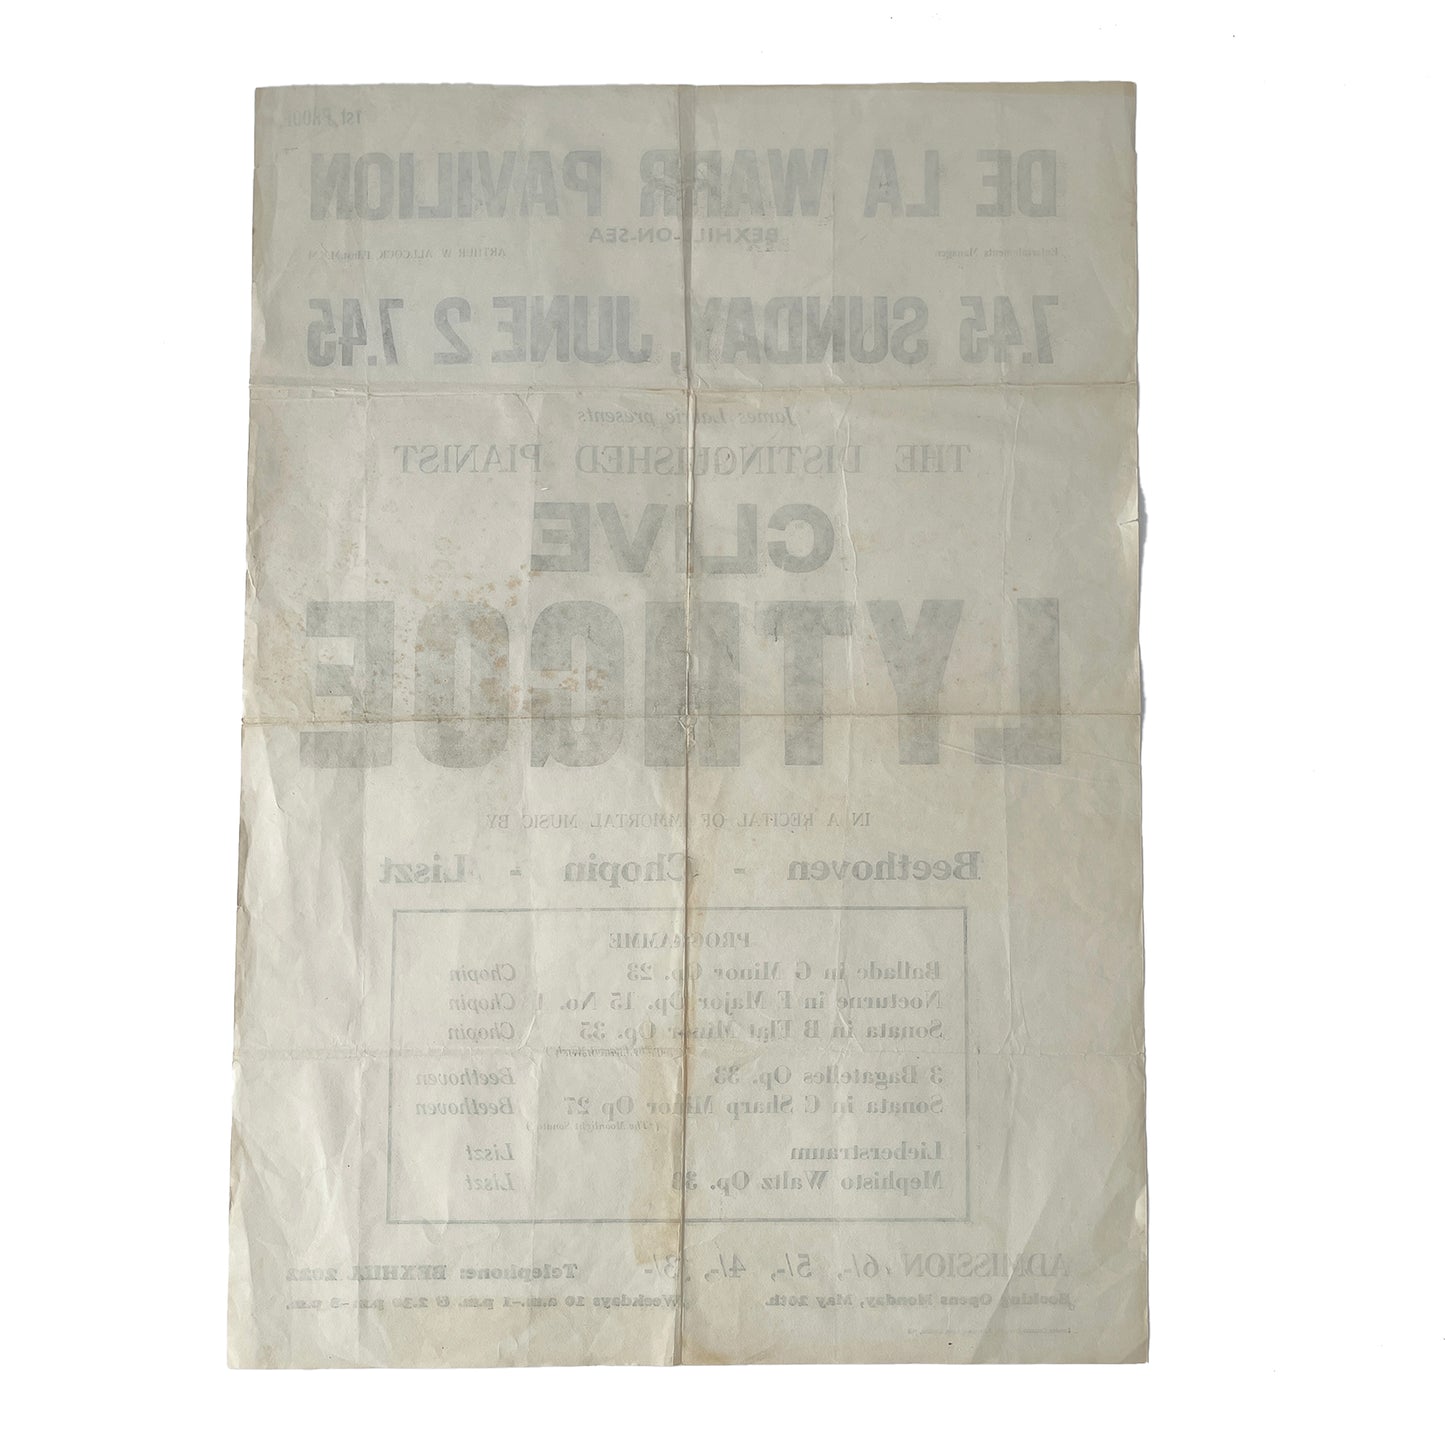 1st PROOF
DE LA WARR PAVILION
BEXHILL-ON-SEA
Entertainments Manager ARTHUR W ALLCOCK
7.45 SUNDAY, JUNE 2 7.45
James Laurie presents
THE DISTINGUISHED PIANIST
CLIVE
LYTHGOE
IN A RECITAL OF IMMORTAL MUSIC BY
Beethoven - Chopin - Liszt
PROGRAMME
Ballade in G Minor Op. 23 Chopin
Nocturne in F Major Op. 15 No. 1 Chopin
Sonata in B Flat Minor Op. 35 Chopin
3 Bagatelles Op. 33 Beethoven
Sonata in C Sharp Minor Op 27 Beethoven
(The Moonlight Sonata)
Lieberstraum Liszt
Mephisto Waltz Op. 38 Liszt
ADMISSION 6/-, 5/-, 4/-, 3/- Telephone: BEXHILL 2022
Booking Opens Monday, May 20th. Weekdays 10 a.m.-1 p.m. & 2.30 p.m-8 p.m.